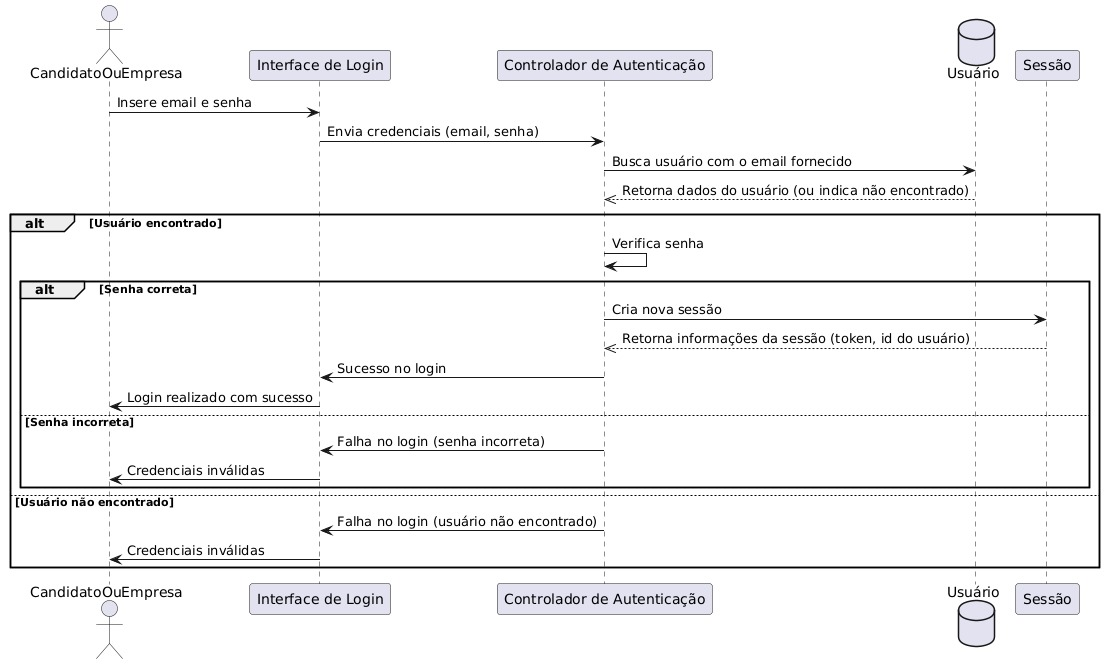 CandidatoOuEmpresa
Interface de Login
Controlador de Autenticação
Usuário
Sessão
Insere email e senha
Envia credenciais (email, senha)
Busca usuário com o email fornecido
Retorna dados do usuário (ou indica não encontrado)
alt [Usuário encontrado]
Verifica senha
alt [Senha correta]
Cria nova sessão
Retorna informações da sessão (token, id do usuário)
Sucesso no login
Login realizado com sucesso
[Senha incorreta]
Falha no login (senha incorreta)
Credenciais inválidas
[Usuário não encontrado]
Falha no login (usuário não encontrado)
Credenciais inválidas
CandidatoOuEmpresa
Interface de Login
Controlador de Autenticação
Usuário
Sessão